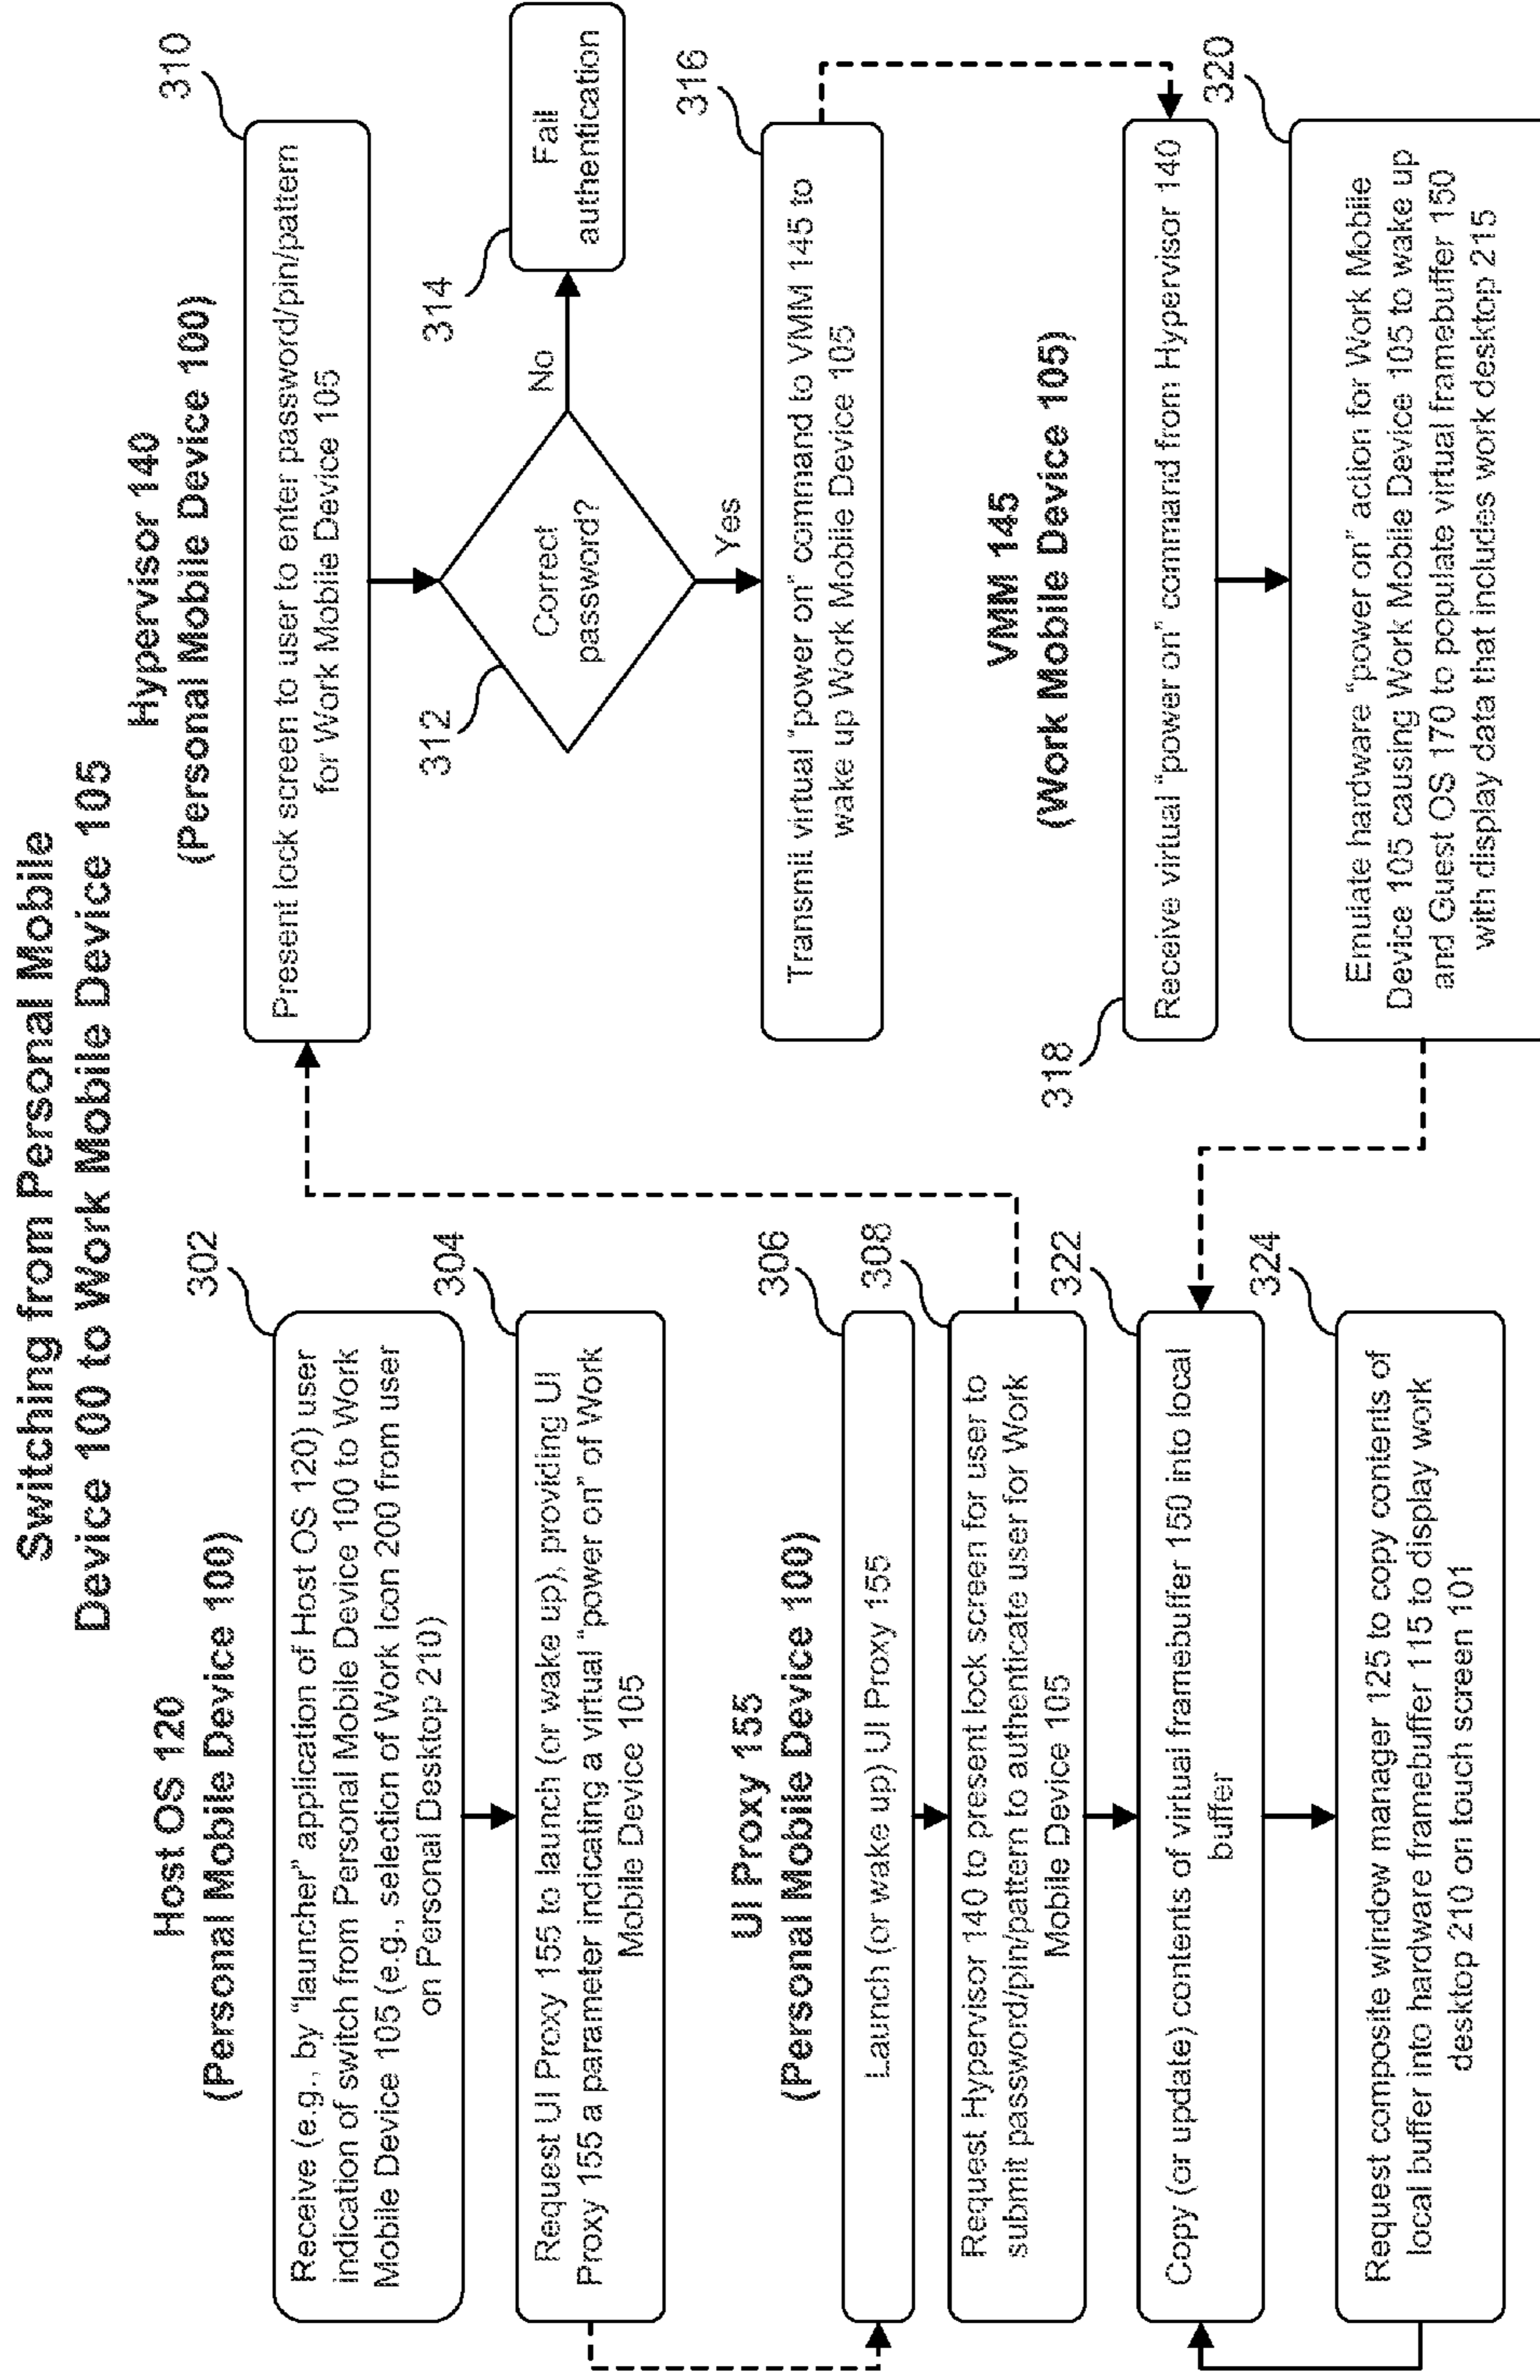 Switching from Personal Mobile
Device 100 to Work Mobile Device 105
Host OS 120
(Personal Mobile Device 100)
302
Receive (e.g., by "launcher" application of Host OS 120) user
indication of switch from Personal Mobile Device 100 to Work
Mobile Device 105 (e.g., selection of Work Icon 200 from user
on Personal Desktop 210)
304
Request UI Proxy 155 to launch (or wake up), providing UI
Proxy 155 a parameter indicating a virtual "power on" of Work
Mobile Device 105
UI Proxy 155
(Personal Mobile Device 100)
306
Launch (or wake up) UI Proxy 155
308
Request Hypervisor 140 to present lock screen for user to
submit password/pin/pattern to authenticate user for Work
Mobile Device 105
322
Copy (or update) contents of virtual framebuffer 150 into local
buffer
324
Request composite window manager 125 to copy contents of
local buffer into hardware framebuffer 115 to display work
desktop 210 on touch screen 101
Hypervisor 140
(Personal Mobile Device 100)
310
Present lock screen to user to enter password/pin/pattern
for Work Mobile Device 105
312
Correct
password?
No
314
Fail
authentication
Yes
316
Transmit virtual "power on" command to VMM 145 to
wake up Work Mobile Device 105
VMM 145
(Work Mobile Device 105)
318
Receive virtual "power on" command from Hypervisor 140
320
Emulate hardware "power on" action for Work Mobile
Device 105 causing Work Mobile Device 105 to wake up
and Guest OS 170 to populate virtual framebuffer 150
with display data that includes work desktop 215